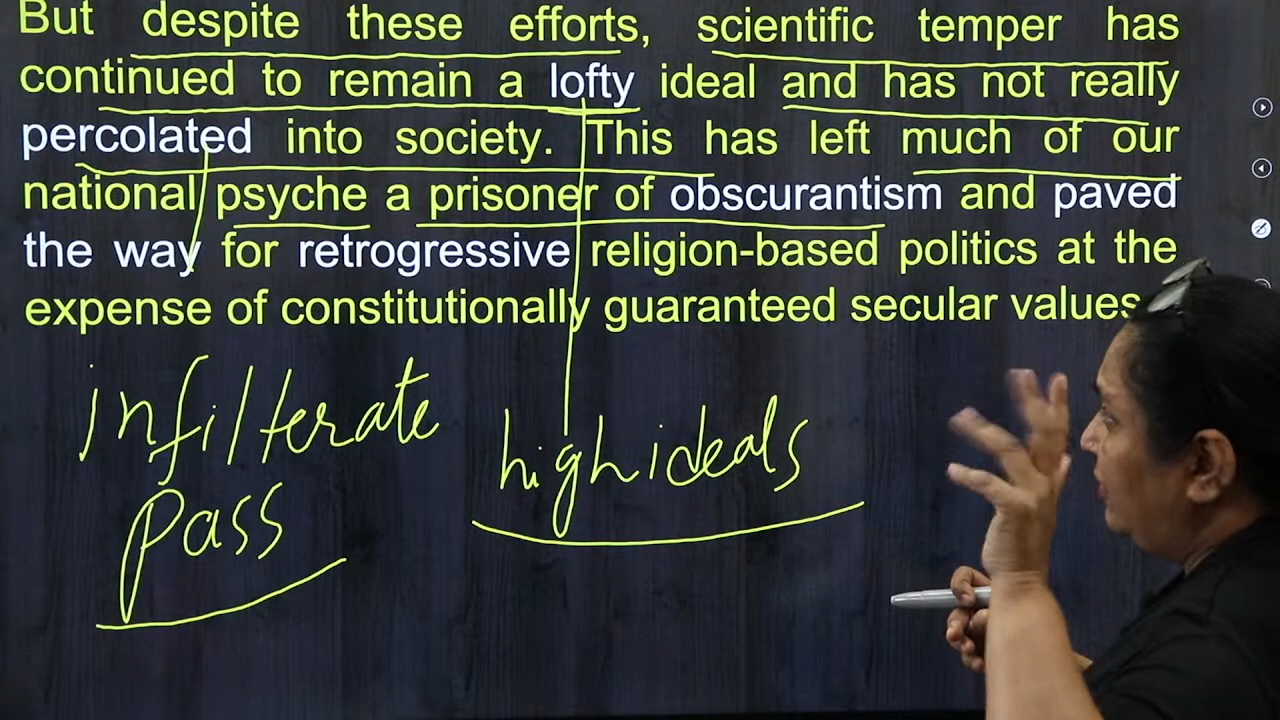 But despite these efforts, scientific temper has
continued to remain a lofty ideal and has not really
percolated into society. This has left much of our
national psyche a prisoner of obscurantism and paved
the way for retrogressive religion-based politics at the
expense of constitutionally guaranteed secular values
infilterate
high ideals
Pass